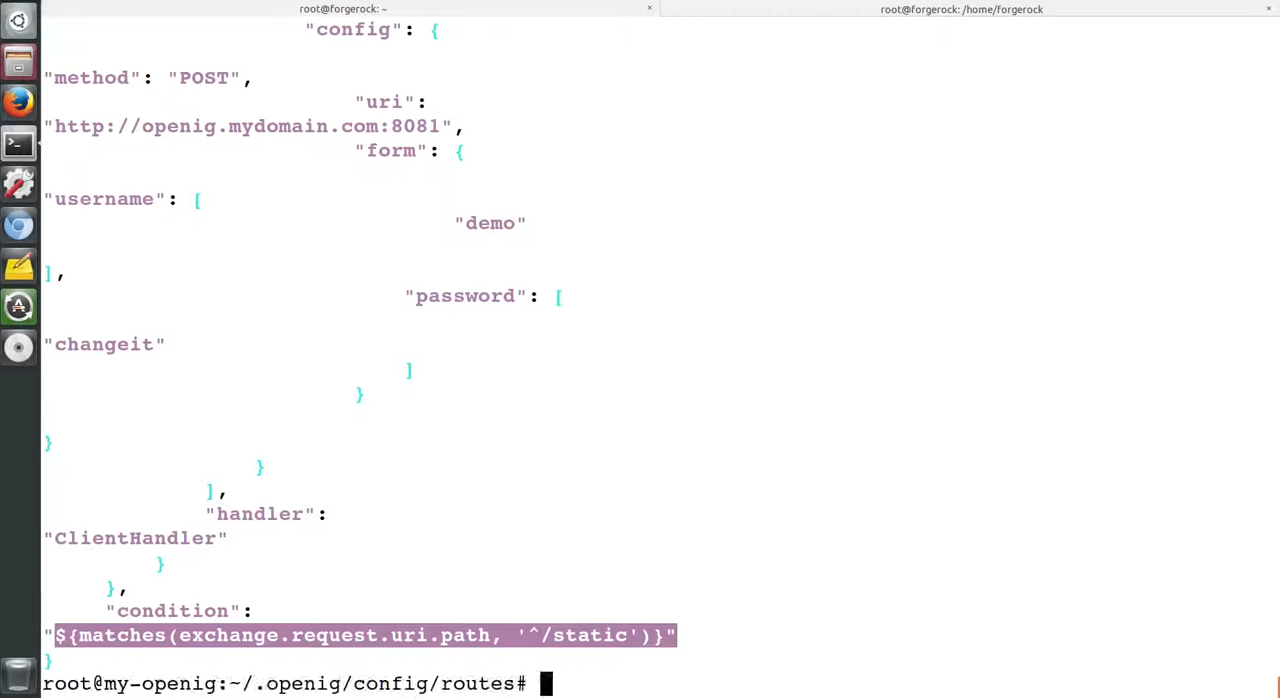 root@forgerock: ~
×
root@forgerock: /home/forgerock
×
"config": {
"method": "POST",
"uri":
"http://openig.mydomain.com:8081",
"form": {
"username": [
"demo"
],
"password": [
"changeit"
]
}
}
}
],
"handler":
"ClientHandler"
}
},
"condition":
"${matches(exchange.request.uri.path, '^/static')}"
}
root@my-openig:~/.openig/config/routes#